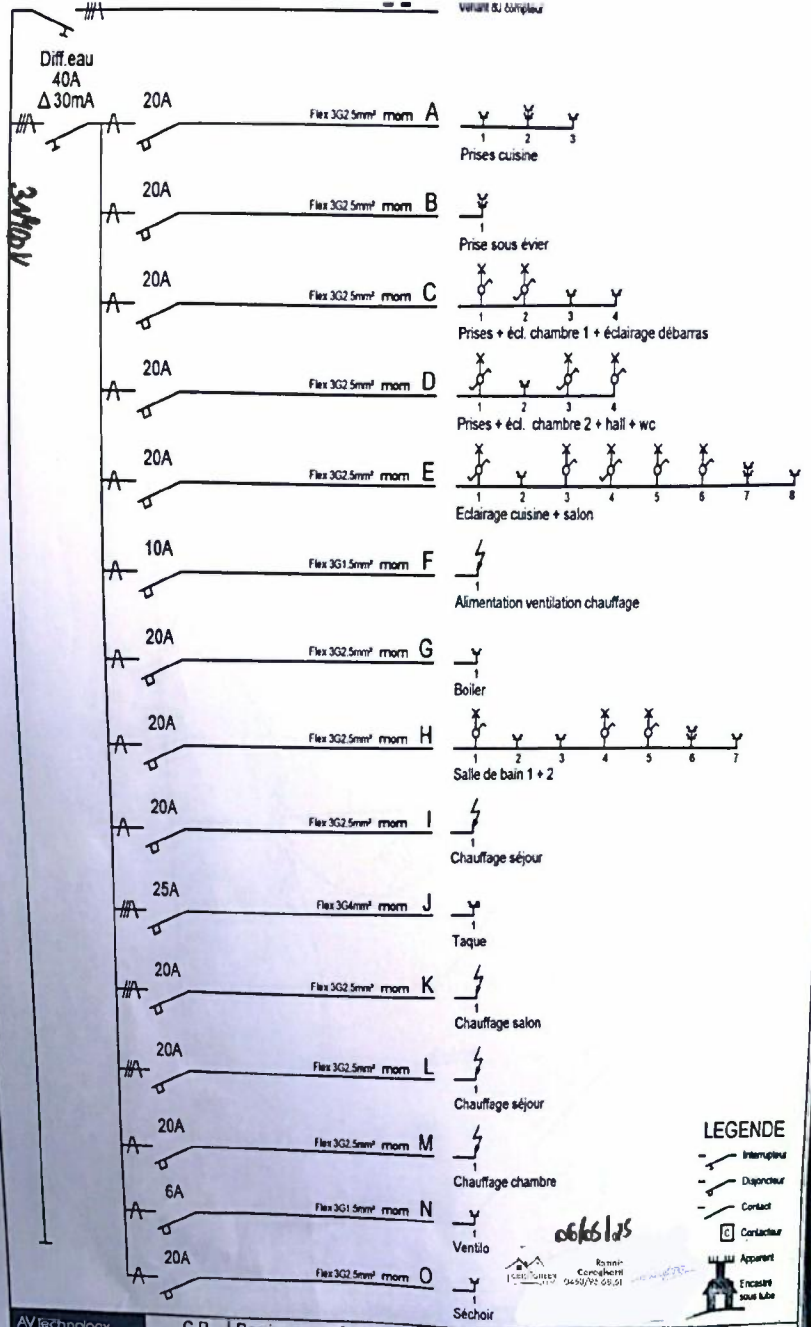 Venant du compteur
Diff.eau
40A
Δ 30mA
20A
Flex 3G2.5mm² mom A
1 2 3
Prises cuisine
20A
Flex 3G2.5mm² mom B
1
Prise sous évier
20A
Flex 3G2.5mm² mom C
1 2 3 4
Prises + écl. chambre 1 + éclairage débarras
20A
Flex 3G2.5mm² mom D
1 2 3 4
Prises + écl. chambre 2 + hall + wc
20A
Flex 3G2.5mm² mom E
1 2 3 4 5 6 7 8
Eclairage cuisine + salon
10A
Flex 3G1.5mm² mom F
1
Alimentation ventilation chauffage
20A
Flex 3G2.5mm² mom G
1
Boiler
20A
Flex 3G2.5mm² mom H
1 2 3 4 5 6 7
Salle de bain 1 + 2
20A
Flex 3G2.5mm² mom I
1
Chauffage séjour
25A
Flex 3G4mm² mom J
1
Taque
20A
Flex 3G2.5mm² mom K
1
Chauffage salon
20A
Flex 3G2.5mm² mom L
1
Chauffage séjour
20A
Flex 3G2.5mm² mom M
1
Chauffage chambre
6A
Flex 3G1.5mm² mom N
1
Ventilo
20A
Flex 3G2.5mm² mom O
1
Séchoir
LEGENDE
Interrupteur
Disjoncteur
Contact
C Contacteur
Apparent
Encastré
sous tube
AVTechnology